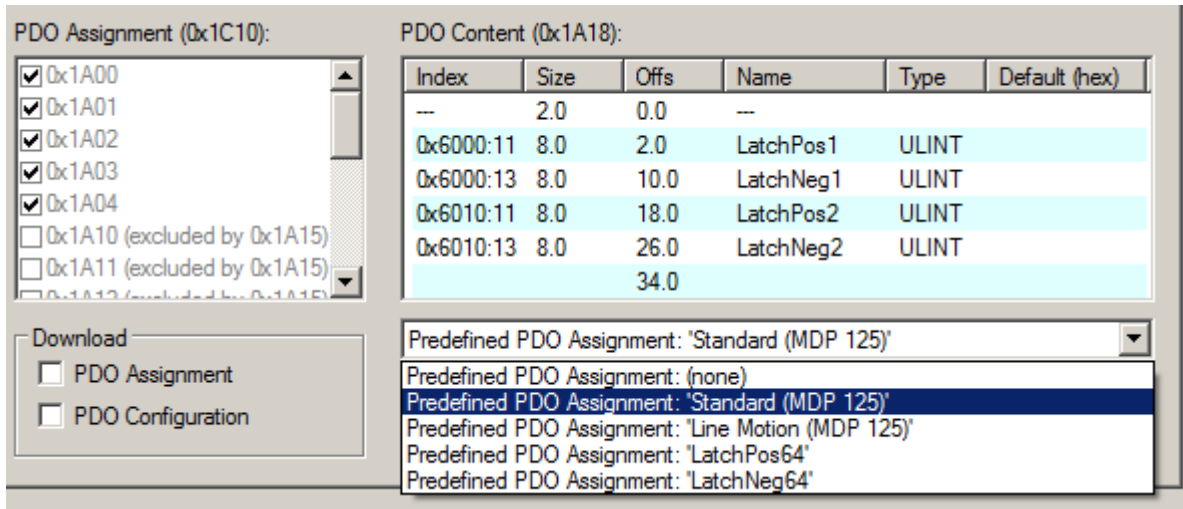 PDO Assignment (0x1C10):
0x1A00
0x1A01
0x1A02
0x1A03
0x1A04
0x1A10 (excluded by 0x1A15)
0x1A11 (excluded by 0x1A15)
0x1A12 (excluded by 0x1A15)
Download
PDO Assignment
PDO Configuration
PDO Content (0x1A18):
Index Size Offs Name Type Default (hex)
--- 2.0 0.0 ---
0x6000:11 8.0 2.0 LatchPos1 ULINT
0x6000:13 8.0 10.0 LatchNeg1 ULINT
0x6010:11 8.0 18.0 LatchPos2 ULINT
0x6010:13 8.0 26.0 LatchNeg2 ULINT
34.0
Predefined PDO Assignment: 'Standard (MDP 125)'
Predefined PDO Assignment: (none)
Predefined PDO Assignment: 'Standard (MDP 125)'
Predefined PDO Assignment: 'Line Motion (MDP 125)'
Predefined PDO Assignment: 'LatchPos64'
Predefined PDO Assignment: 'LatchNeg64'